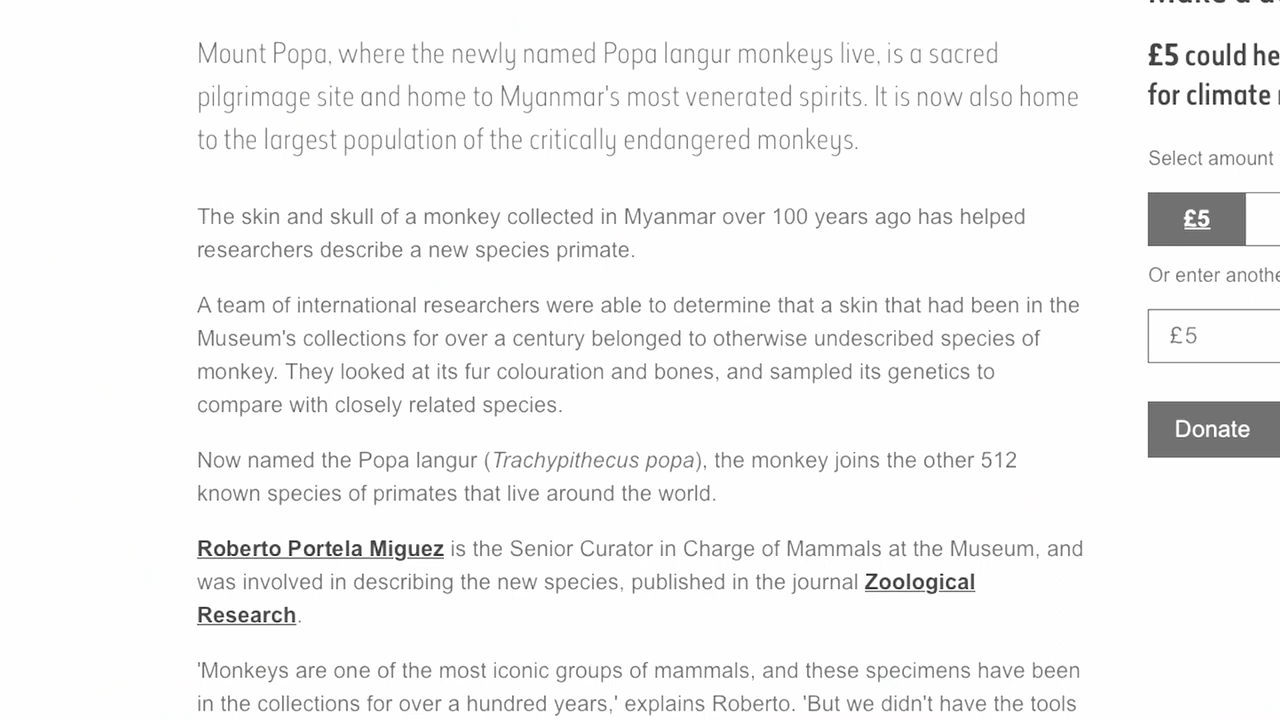 Mount Popa, where the newly named Popa langur monkeys live, is a sacred
pilgrimage site and home to Myanmar's most venerated spirits. It is now also home
to the largest population of the critically endangered monkeys.
The skin and skull of a monkey collected in Myanmar over 100 years ago has helped
researchers describe a new species primate.
A team of international researchers were able to determine that a skin that had been in the
Museum's collections for over a century belonged to otherwise undescribed species of
monkey. They looked at its fur colouration and bones, and sampled its genetics to
compare with closely related species.
Now named the Popa langur (Trachypithecus popa), the monkey joins the other 512
known species of primates that live around the world.
Roberto Portela Miguez is the Senior Curator in Charge of Mammals at the Museum, and
was involved in describing the new species, published in the journal Zoological
Research.
'Monkeys are one of the most iconic groups of mammals, and these specimens have been
in the collections for over a hundred years,' explains Roberto. 'But we didn't have the tools
£5 could he
for climate
Select amount
£5
Or enter anothe
£5
Donate